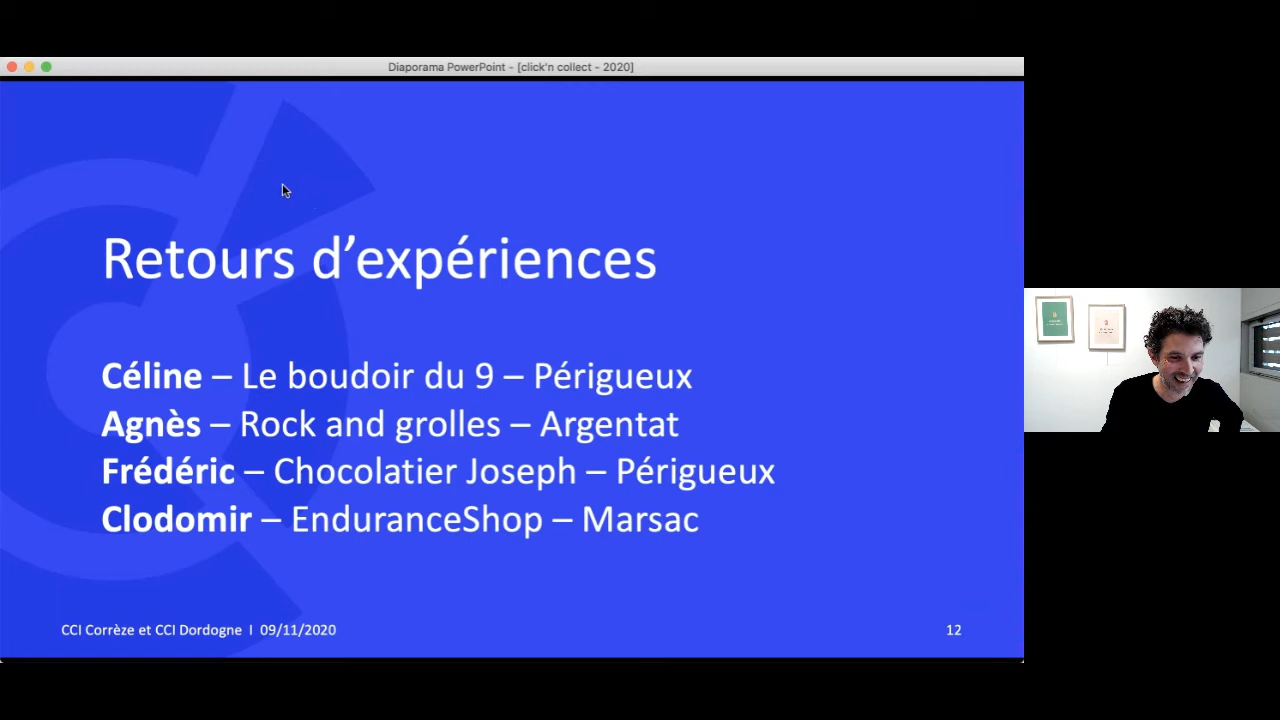 Diaporama PowerPoint - [click'n collect - 2020]
Retours d’expériences
Céline – Le boudoir du 9 – Périgueux
Agnès – Rock and grolles – Argentat
Frédéric – Chocolatier Joseph – Périgueux
Clodomir – EnduranceShop – Marsac
CCI Corrèze et CCI Dordogne I 09/11/2020
12